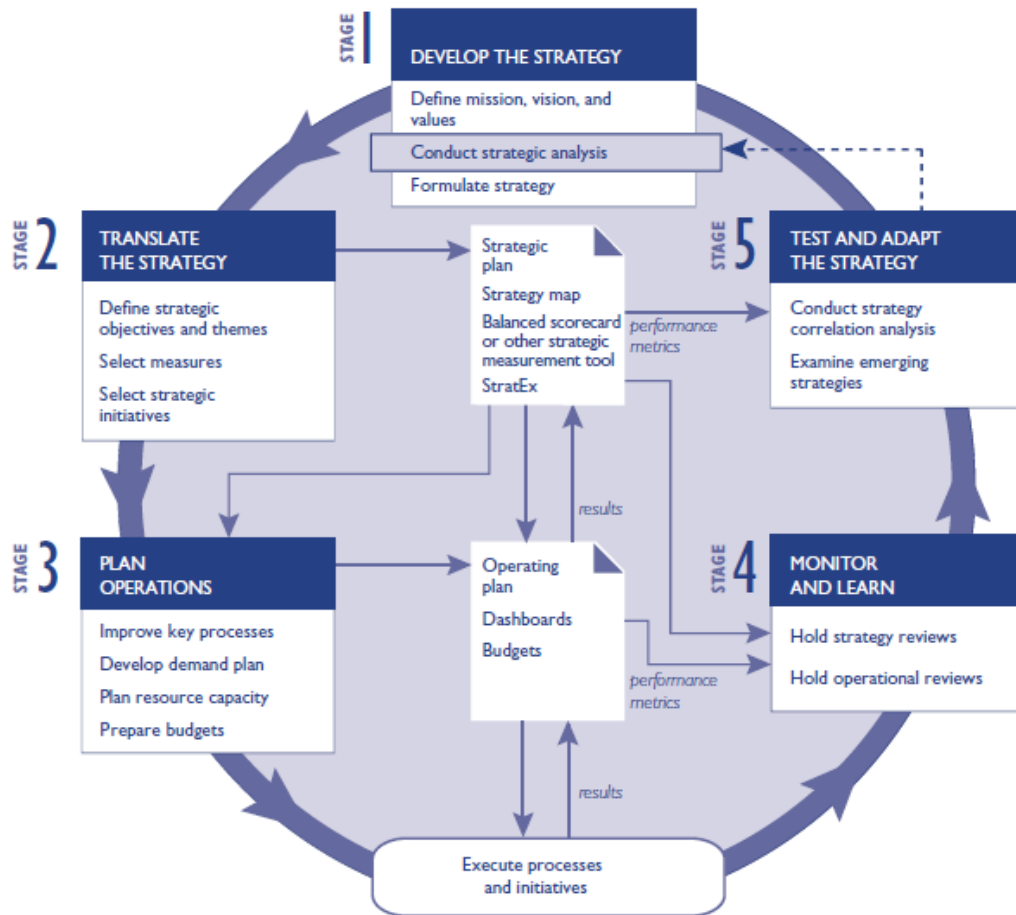 STAGE 1
DEVELOP THE STRATEGY
Define mission, vision, and
values
Conduct strategic analysis
Formulate strategy
STAGE 2
TRANSLATE
THE STRATEGY
Define strategic
objectives and themes
Select measures
Select strategic
initiatives
Strategic
plan
Strategy map
Balanced scorecard
or other strategic
measurement tool
StratEx
performance
metrics
STAGE 5
TEST AND ADAPT
THE STRATEGY
Conduct strategy
correlation analysis
Examine emerging
strategies
results
STAGE 3
PLAN
OPERATIONS
Improve key processes
Develop demand plan
Plan resource capacity
Prepare budgets
Operating
plan
Dashboards
Budgets
performance
metrics
STAGE 4
MONITOR
AND LEARN
Hold strategy reviews
Hold operational reviews
results
Execute processes
and initiatives